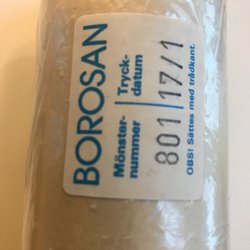 BOROSAN
Mönster- Tryck-
nummer datum
801 17/1
OBS! Sättes med trådkant.